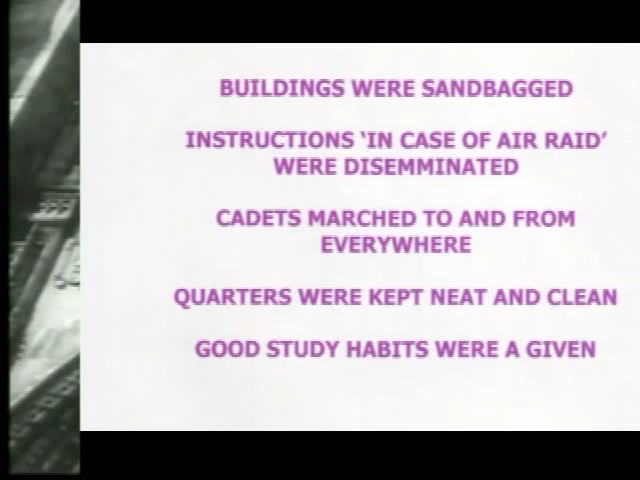 BUILDINGS WERE SANDBAGGED
INSTRUCTIONS ‘IN CASE OF AIR RAID’
WERE DISEMMINATED
CADETS MARCHED TO AND FROM
EVERYWHERE
QUARTERS WERE KEPT NEAT AND CLEAN
GOOD STUDY HABITS WERE A GIVEN